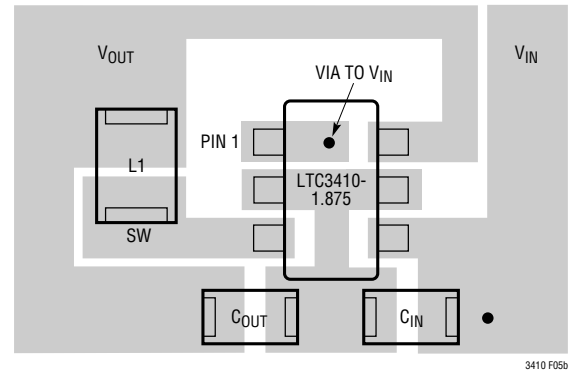 VOUT
VIN
VIA TO VIN
PIN 1
L1
LTC3410-
1.875
SW
COUT
CIN
3410 F05b